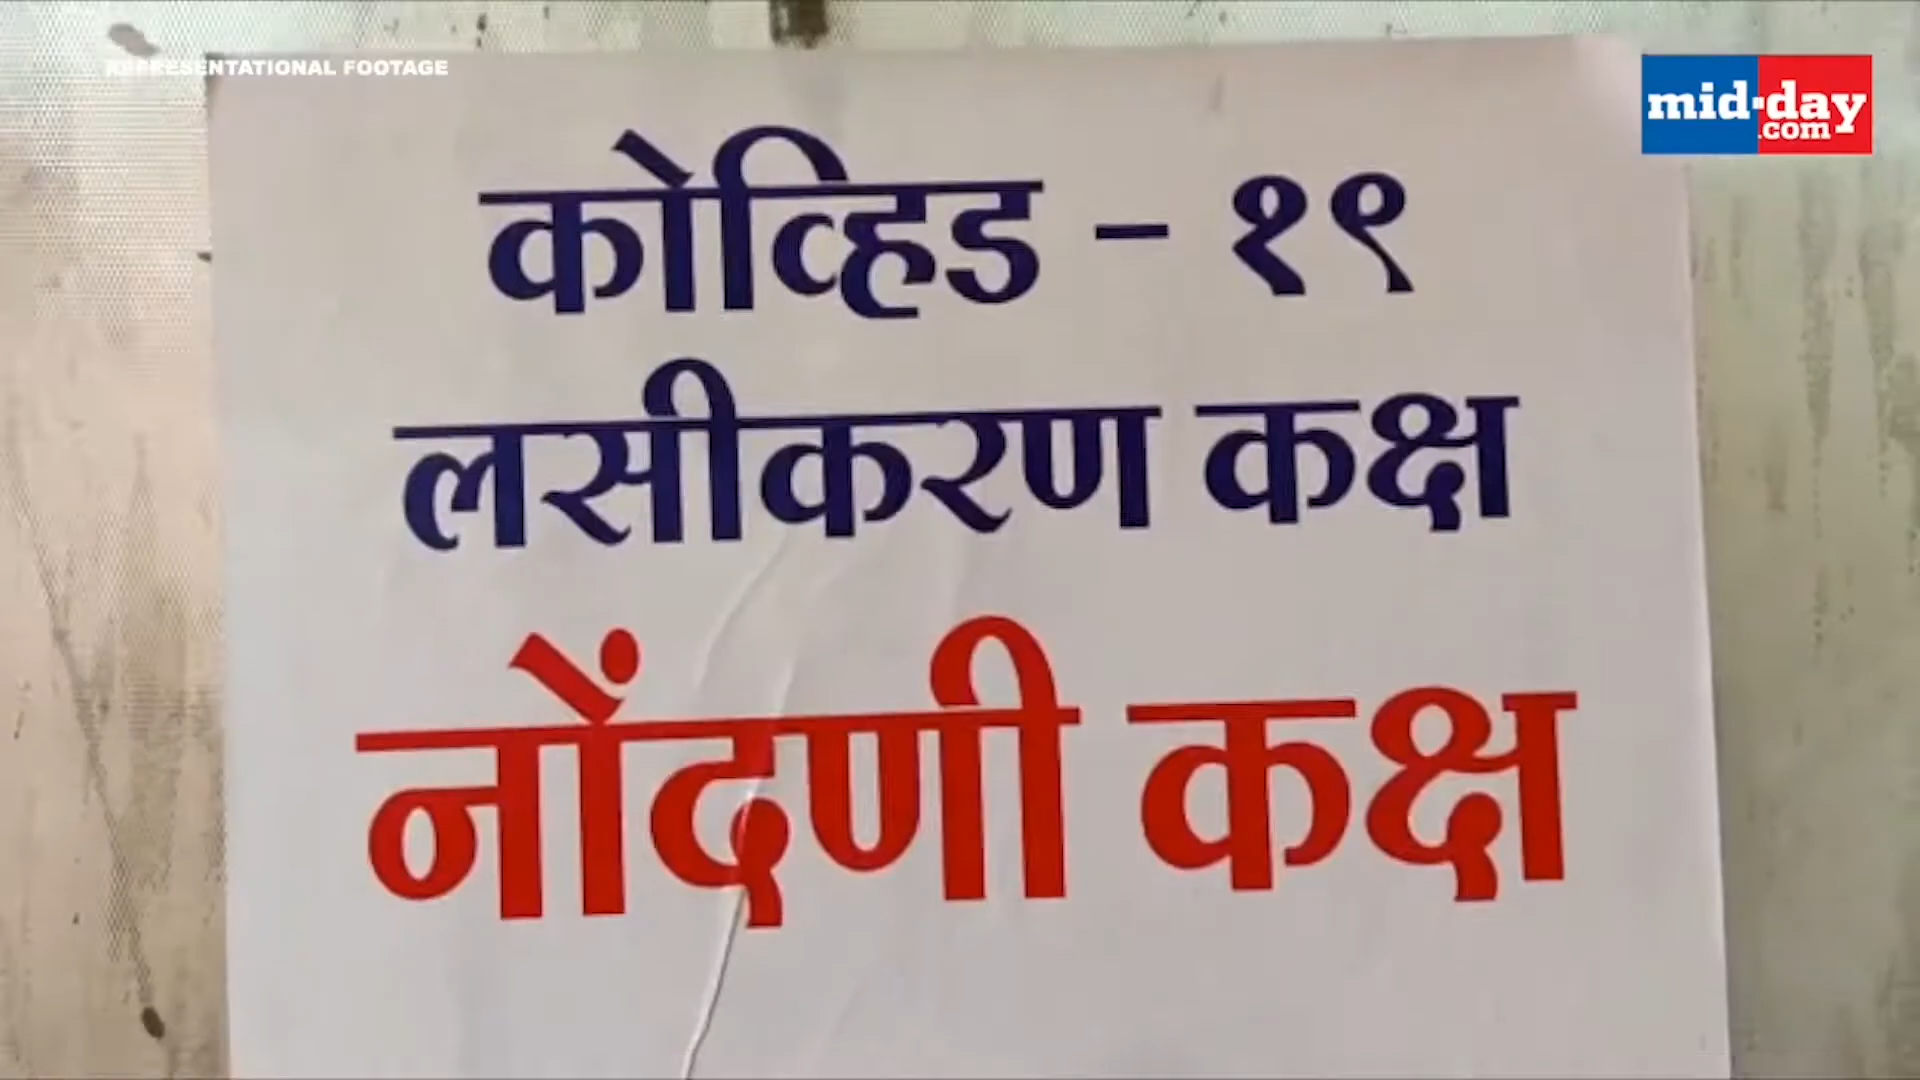 REPRESENTATIONAL FOOTAGE
mid-day
.com
कोव्हिड - १९
लसीकरण कक्ष
नोंदणी कक्ष